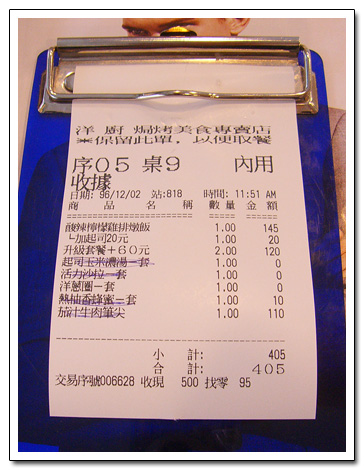 洋 廚 焗烤美食專賣店
※保留此單，以便取餐
序05 桌9 內用
收據
日期: 96/12/02 站:818 時間: 11:51 AM
商 品 名 稱 數量 金額
酸辣檸檬雞排燉飯 1.00 145
└加起司20元 1.00 20
升級套餐+60元 2.00 120
起司玉米濃湯-套 1.00 0
活力沙拉-套 1.00 0
洋蔥圈-套 1.00 0
熱柚香蜂蜜-套 1.00 10
茄汁牛肉筆尖 1.00 110
小 計: 405
合 計: 405
交易序號006628 收現 500 找零 95